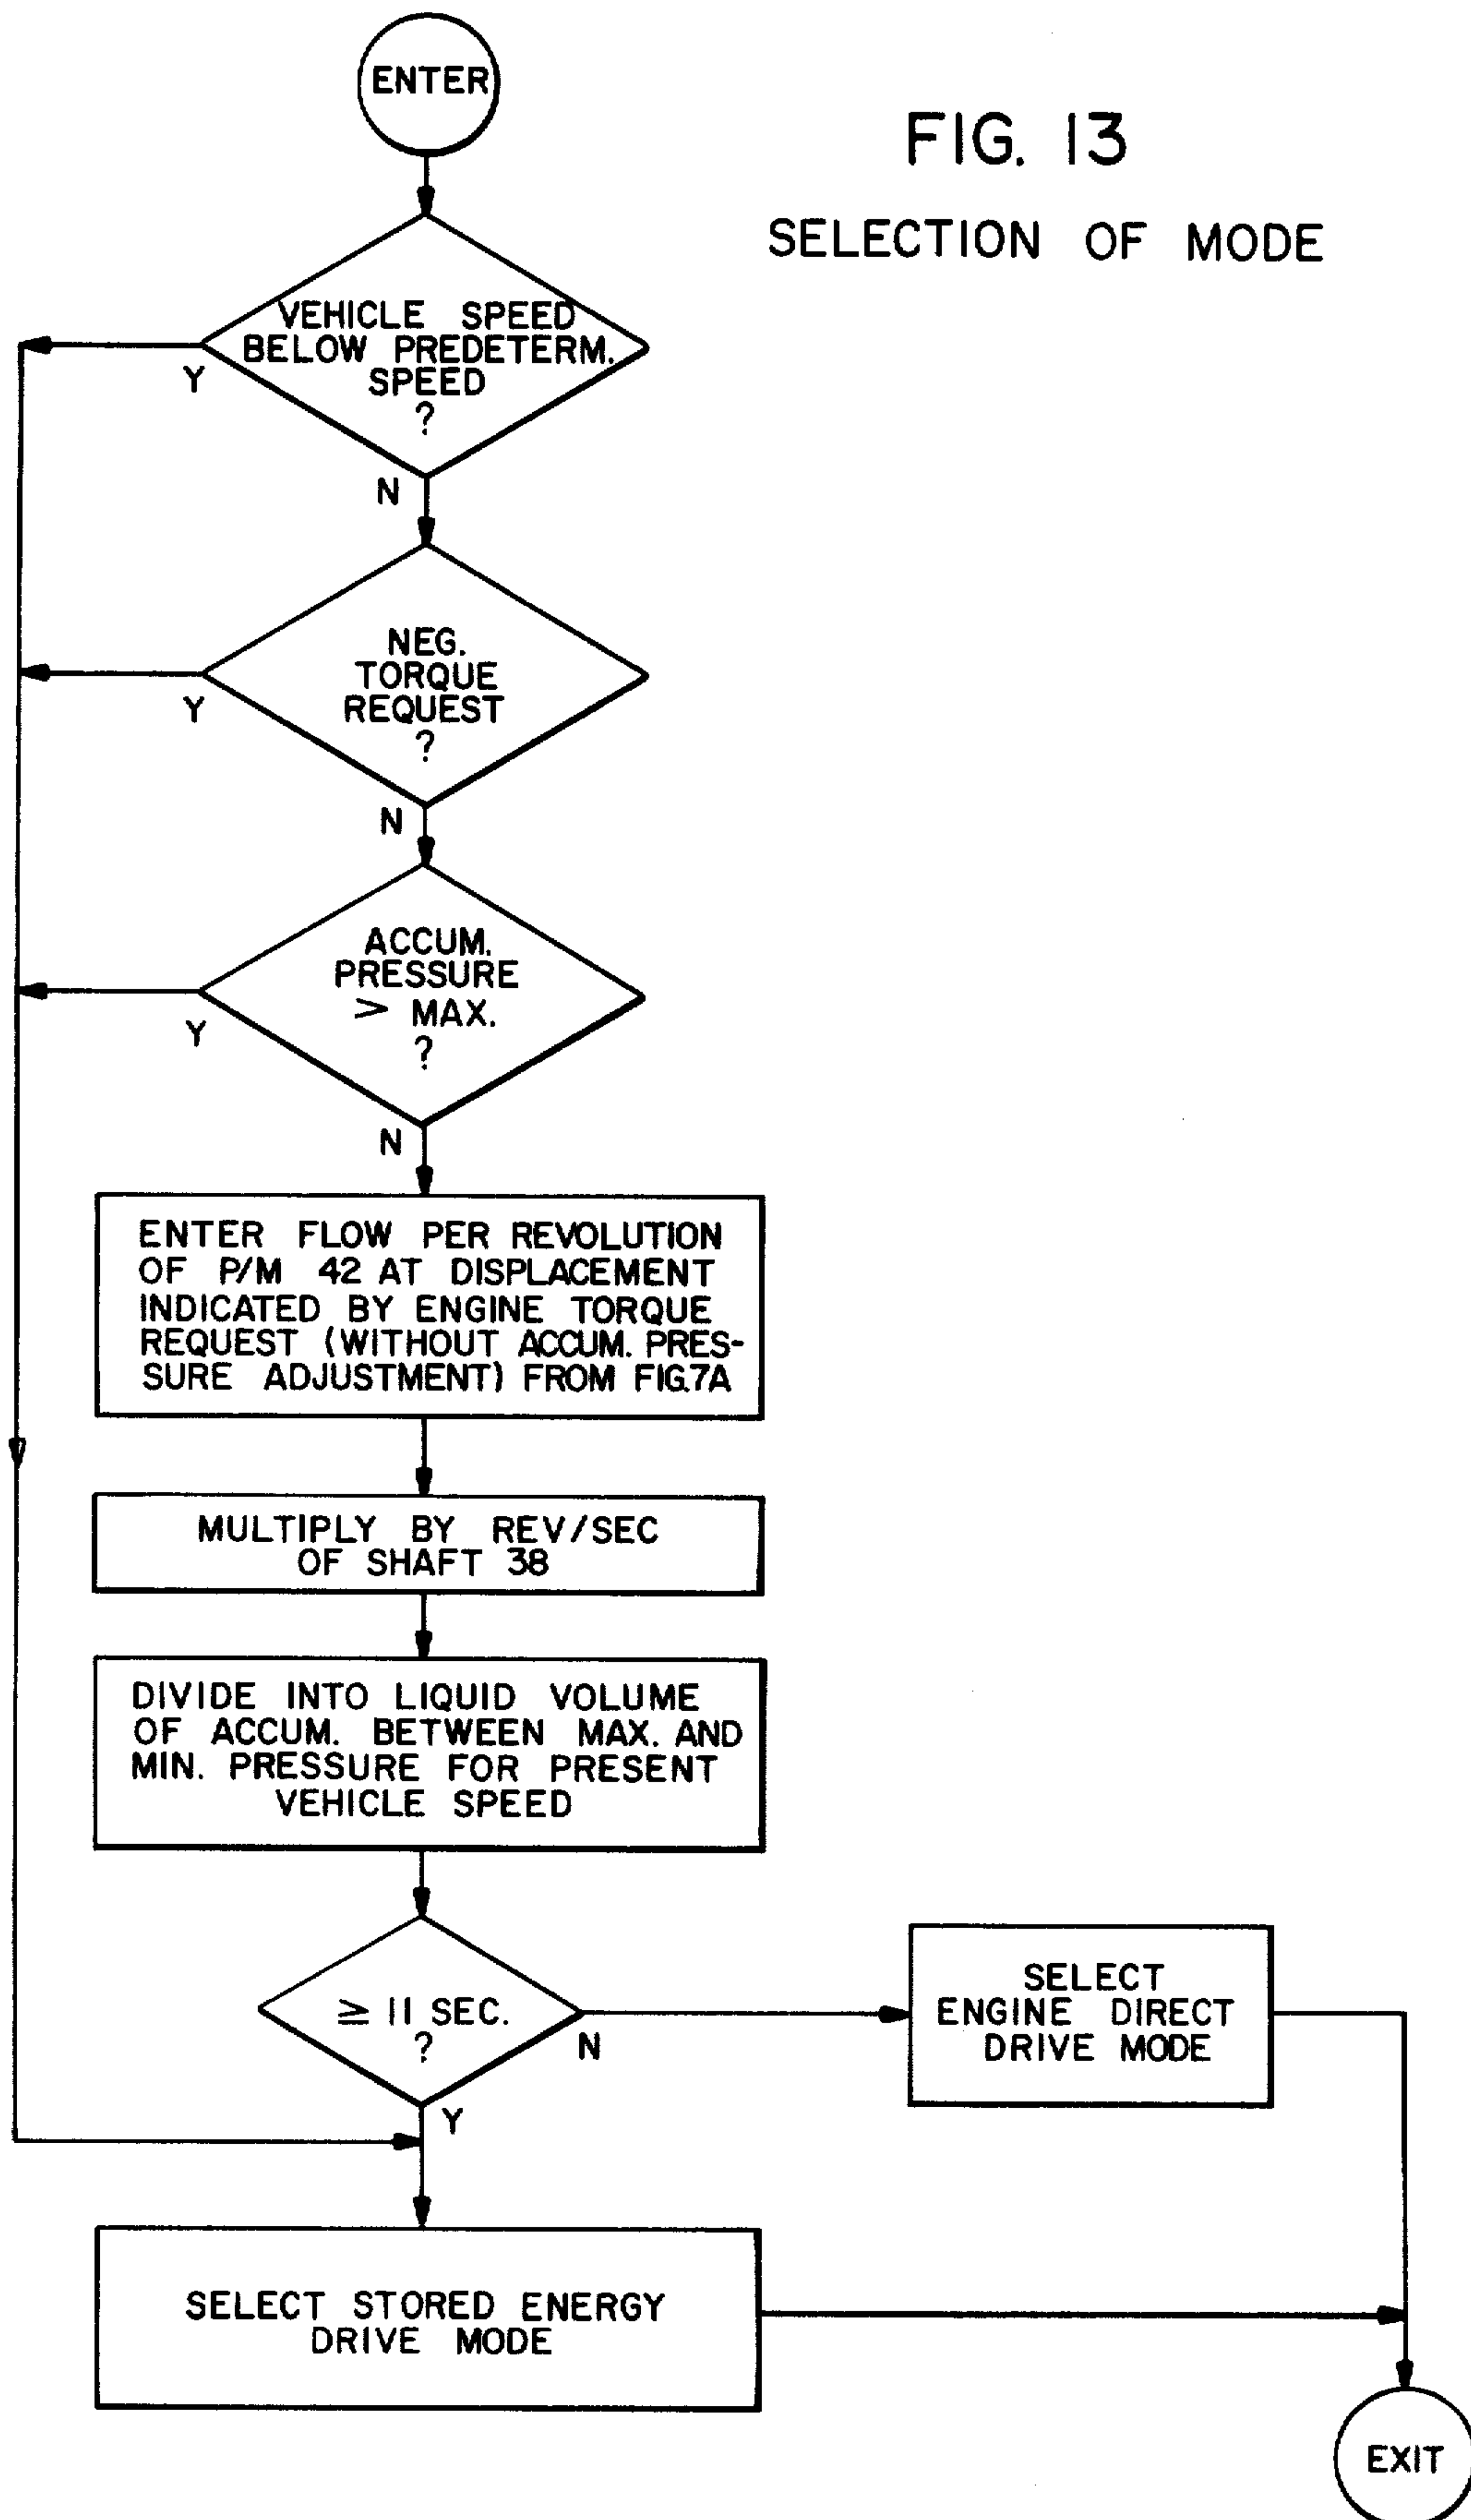 ENTER
FIG. 13
SELECTION OF MODE
VEHICLE SPEED
BELOW PREDETERM.
SPEED
?
Y
N
NEG.
TORQUE
REQUEST
?
Y
N
ACCUM.
PRESSURE
> MAX.
?
Y
N
ENTER FLOW PER REVOLUTION
OF P/M 42 AT DISPLACEMENT
INDICATED BY ENGINE TORQUE
REQUEST (WITHOUT ACCUM. PRES-
SURE ADJUSTMENT) FROM FIG.7A
MULTIPLY BY REV/SEC
OF SHAFT 38
DIVIDE INTO LIQUID VOLUME
OF ACCUM. BETWEEN MAX. AND
MIN. PRESSURE FOR PRESENT
VEHICLE SPEED
≥ 11 SEC.
?
N
Y
SELECT
ENGINE DIRECT
DRIVE MODE
SELECT STORED ENERGY
DRIVE MODE
EXIT